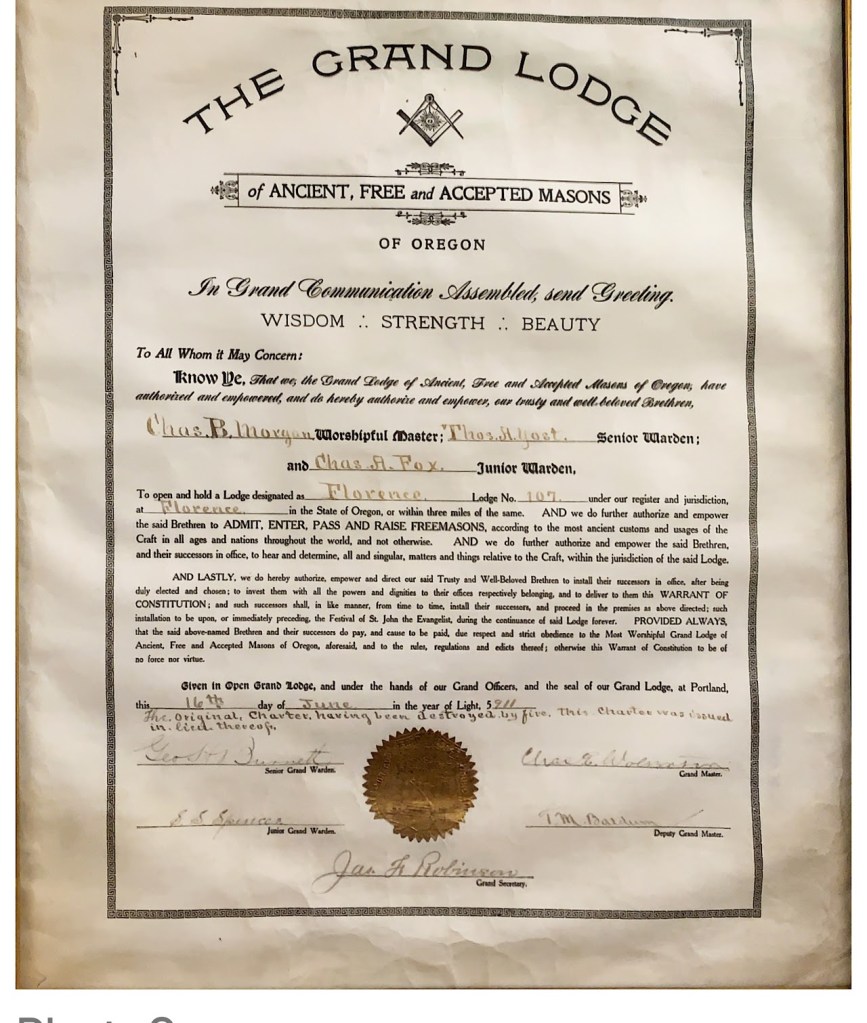 THE GRAND LODGE
of ANCIENT, FREE and ACCEPTED MASONS
OF OREGON
In Grand Communication Assembled, send Greeting.
WISDOM ∴ STRENGTH ∴ BEAUTY
To All Whom it May Concern:
Know Ye, That we, the Grand Lodge of Ancient, Free and Accepted Masons of Oregon, have
authorized and empowered, and do hereby authorize and empower, our trusty and well-beloved Brethren,
Chas. B. Morgan Worshipful Master; Thos. H. Yost. Senior Warden;
and Chas. A. Fox. Junior Warden,
To open and hold a Lodge designated as Florence. Lodge No. 107. under our register and jurisdiction,
at Florence. in the State of Oregon, or within three miles of the same. AND we do further authorize and empower
the said Brethren to ADMIT, ENTER, PASS AND RAISE FREEMASONS, according to the most ancient customs and usages of the
Craft in all ages and nations throughout the world, and not otherwise. AND we do further authorize and empower the said Brethren,
and their successors in office, to hear and determine, all and singular, matters and things relative to the Craft, within the jurisdiction of the said Lodge.
AND LASTLY, we do hereby authorize, empower and direct our said Trusty and Well-Beloved Brethren to install their successors in office, after being
duly elected and chosen; to invest them with all the powers and dignities to their offices respectively belonging, and to deliver to them this WARRANT OF
CONSTITUTION; and such successors shall, in like manner, from time to time, install their successors, and proceed in the premises as above directed; such
installation to be upon, or immediately preceding, the Festival of St. John the Evangelist, during the continuance of said Lodge forever. PROVIDED ALWAYS,
that the said above-named Brethren and their successors do pay, and cause to be paid, due respect and strict obedience to the Most Worshipful Grand Lodge of
Ancient, Free and Accepted Masons of Oregon, aforesaid, and to the rules, regulations and edicts thereof; otherwise this Warrant of Constitution to be of
no force nor virtue.
Given in Open Grand Lodge, and under the hands of our Grand Officers, and the seal of our Grand Lodge, at Portland,
this 16th day of June in the year of Light, 5911
The Original, Charter, having been destroyed by fire. This Charter was issued
in lieu thereof.
Burnett
Senior Grand Warden.
Chas E.
Grand Master.
S S Spencer
Junior Grand Warden.
T M Baldwin
Deputy Grand Master.
Jas. F. Robinson
Grand Secretary.